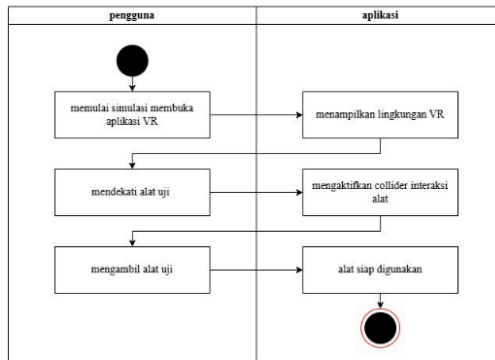 pengguna
aplikasi
memulai simulasi membuka
aplikasi VR
menampilkan lingkungan VR
mendekati alat uji
mengaktifkan collider interaksi
alat
mengambil alat uji
alat siap digunakan